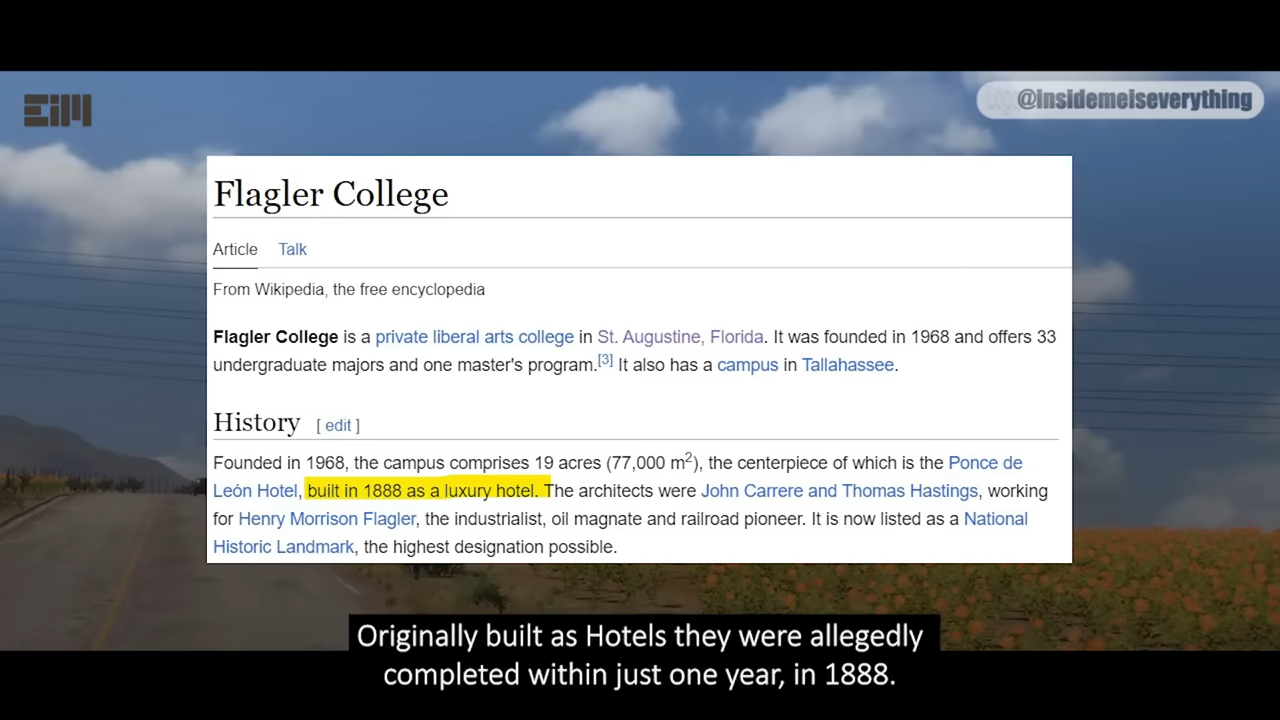 EIM
@insidemeiseverything
Flagler College
Article Talk
From Wikipedia, the free encyclopedia
Flagler College is a private liberal arts college in St. Augustine, Florida. It was founded in 1968 and offers 33
undergraduate majors and one master's program.[3] It also has a campus in Tallahassee.
History [ edit ]
Founded in 1968, the campus comprises 19 acres (77,000 m²), the centerpiece of which is the Ponce de
León Hotel, built in 1888 as a luxury hotel. The architects were John Carrere and Thomas Hastings, working
for Henry Morrison Flagler, the industrialist, oil magnate and railroad pioneer. It is now listed as a National
Historic Landmark, the highest designation possible.
Originally built as Hotels they were allegedly
completed within just one year, in 1888.